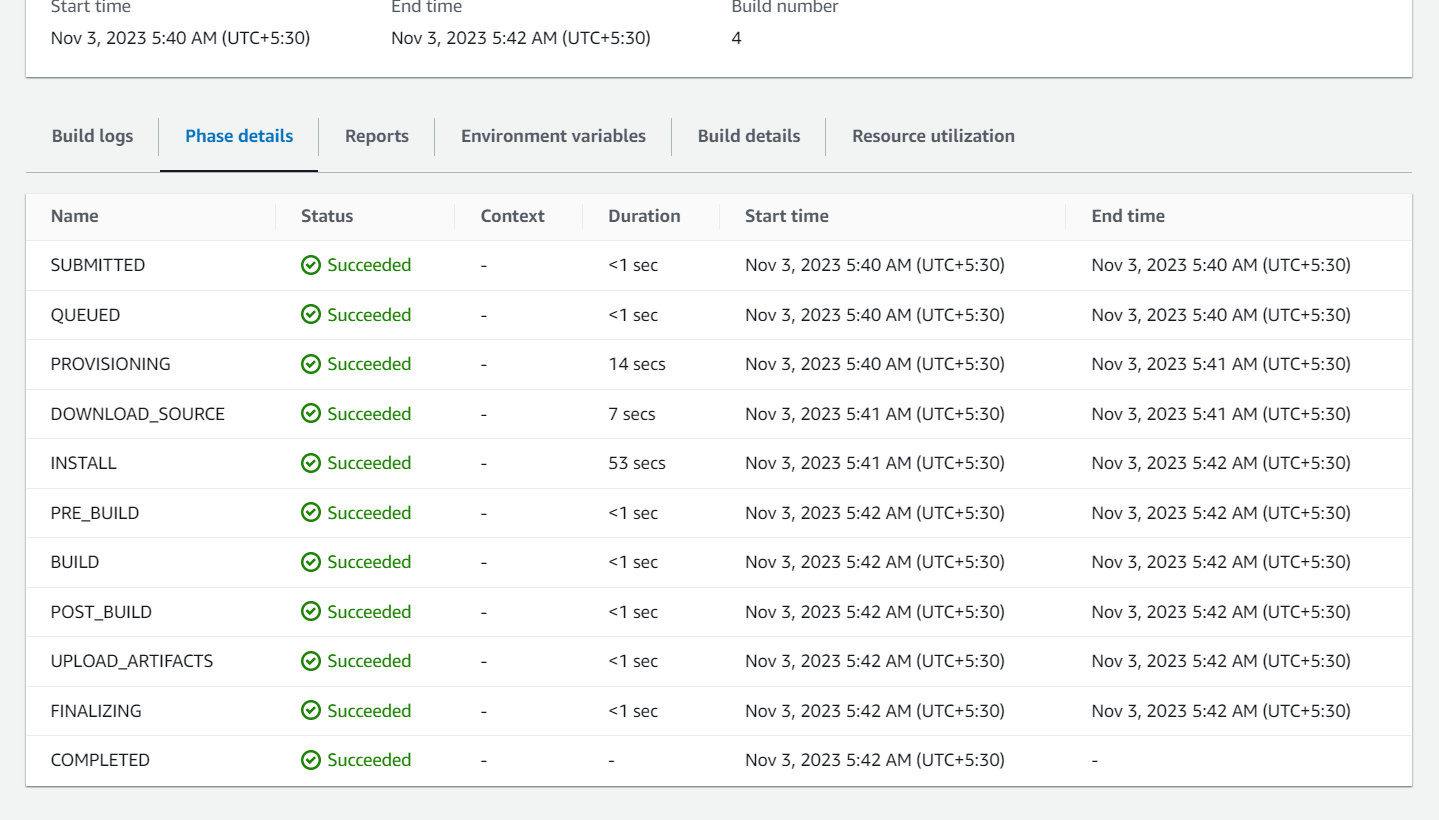 Start time End time Build number
Nov 3, 2023 5:40 AM (UTC+5:30) Nov 3, 2023 5:42 AM (UTC+5:30) 4
Build logs Phase details Reports Environment variables Build details Resource utilization
Name Status Context Duration Start time End time
SUBMITTED Succeeded - <1 sec Nov 3, 2023 5:40 AM (UTC+5:30) Nov 3, 2023 5:40 AM (UTC+5:30)
QUEUED Succeeded - <1 sec Nov 3, 2023 5:40 AM (UTC+5:30) Nov 3, 2023 5:40 AM (UTC+5:30)
PROVISIONING Succeeded - 14 secs Nov 3, 2023 5:40 AM (UTC+5:30) Nov 3, 2023 5:41 AM (UTC+5:30)
DOWNLOAD_SOURCE Succeeded - 7 secs Nov 3, 2023 5:41 AM (UTC+5:30) Nov 3, 2023 5:41 AM (UTC+5:30)
INSTALL Succeeded - 53 secs Nov 3, 2023 5:41 AM (UTC+5:30) Nov 3, 2023 5:42 AM (UTC+5:30)
PRE_BUILD Succeeded - <1 sec Nov 3, 2023 5:42 AM (UTC+5:30) Nov 3, 2023 5:42 AM (UTC+5:30)
BUILD Succeeded - <1 sec Nov 3, 2023 5:42 AM (UTC+5:30) Nov 3, 2023 5:42 AM (UTC+5:30)
POST_BUILD Succeeded - <1 sec Nov 3, 2023 5:42 AM (UTC+5:30) Nov 3, 2023 5:42 AM (UTC+5:30)
UPLOAD_ARTIFACTS Succeeded - <1 sec Nov 3, 2023 5:42 AM (UTC+5:30) Nov 3, 2023 5:42 AM (UTC+5:30)
FINALIZING Succeeded - <1 sec Nov 3, 2023 5:42 AM (UTC+5:30) Nov 3, 2023 5:42 AM (UTC+5:30)
COMPLETED Succeeded - - Nov 3, 2023 5:42 AM (UTC+5:30) -